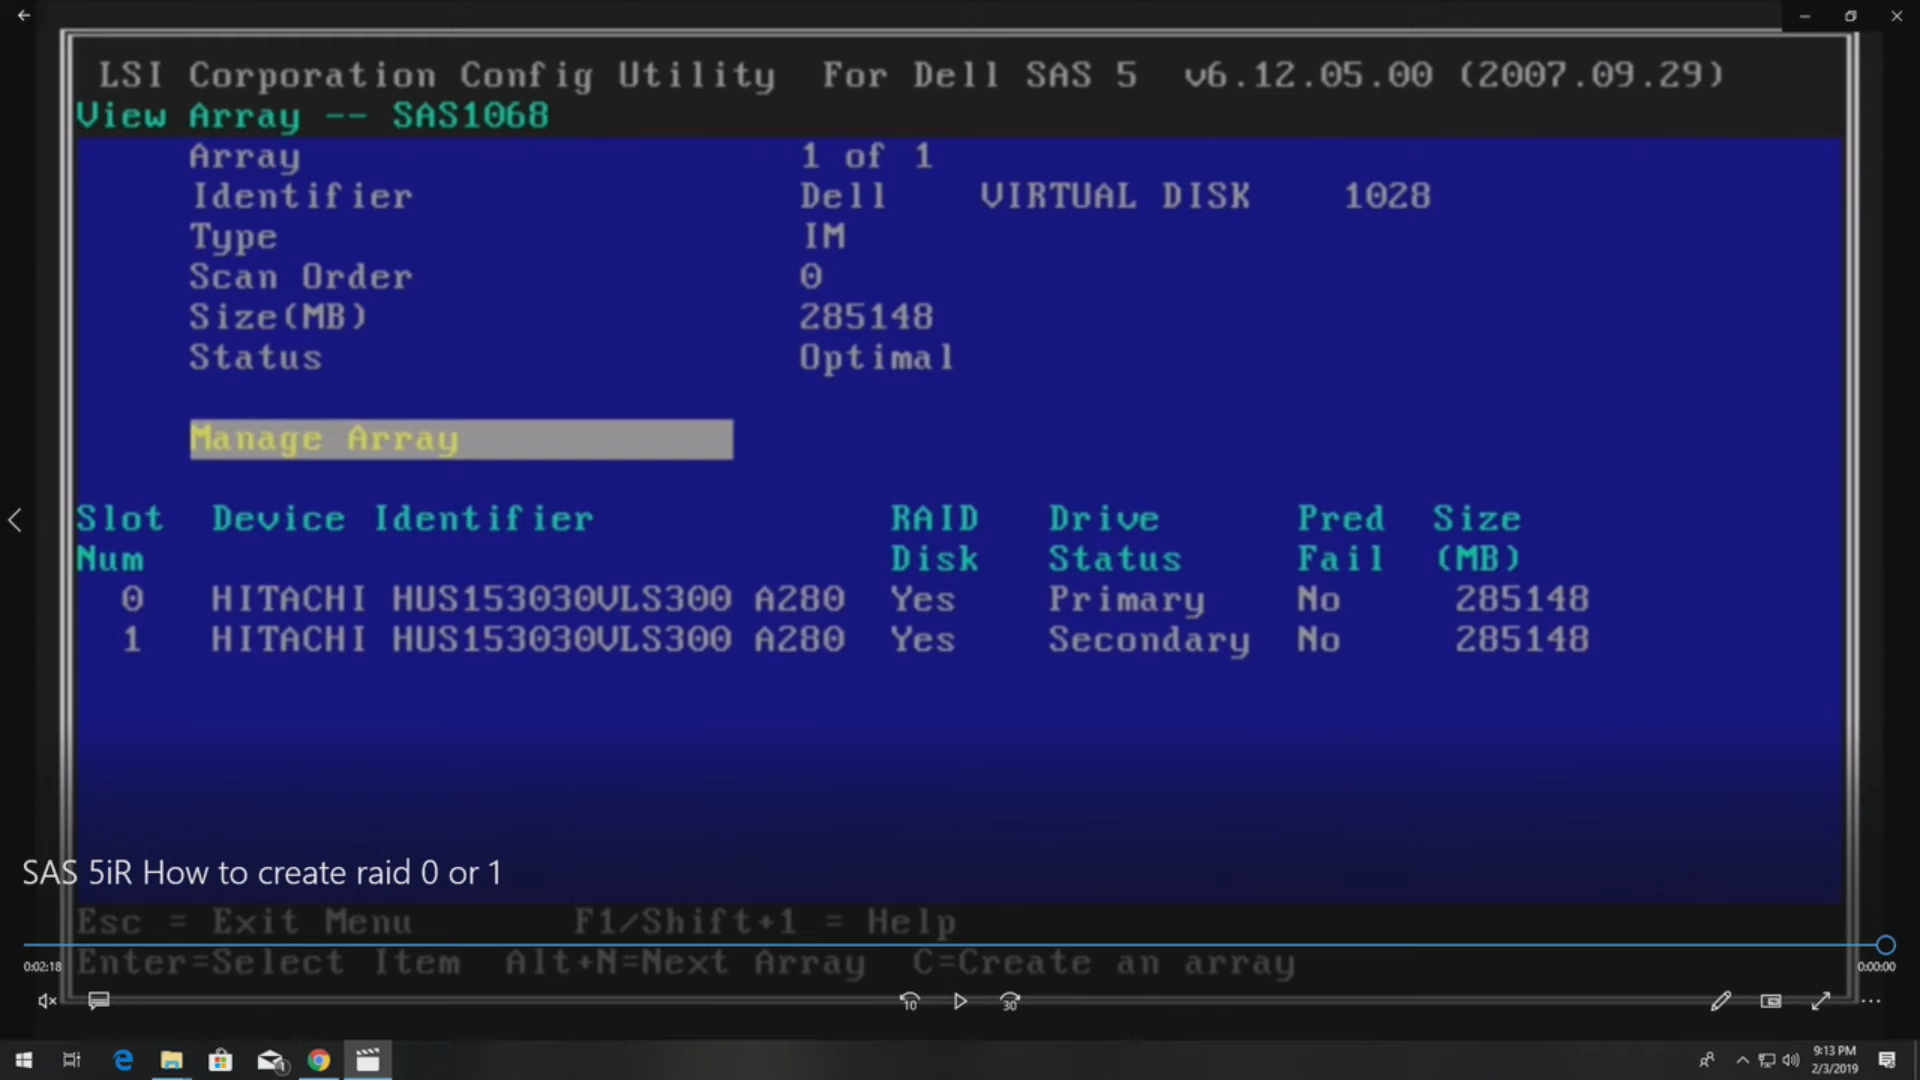 LSI Corporation Config Utility For Dell SAS 5 v6.12.05.00 (2007.09.29)
View Array -- SAS1068
Array 1 of 1
Identifier Dell VIRTUAL DISK 1028
Type IM
Scan Order 0
Size(MB) 285148
Status Optimal
Manage Array
Slot Device Identifier RAID Drive Pred Size
Num Disk Status Fail (MB)
0 HITACHI HUS153030VLS300 A280 Yes Primary No 285148
1 HITACHI HUS153030VLS300 A280 Yes Secondary No 285148
SAS 5iR How to create raid 0 or 1
Esc = Exit Menu F1/Shift+1 = Help
Enter=Select Item Alt+N=Next Array C=Create an array
0:02:18
0:00:00
10
30
1
9:13 PM
2/3/2019